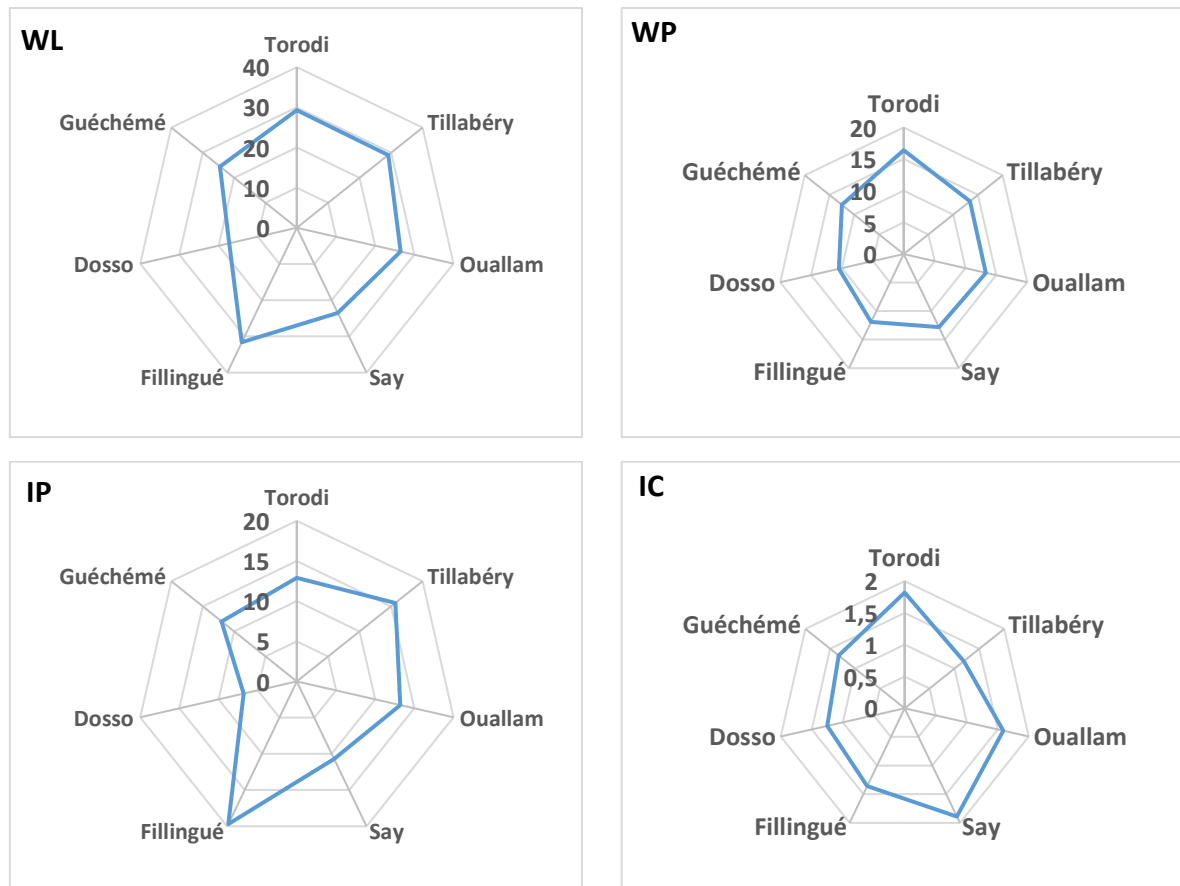 WL
Torodi
40
30
20
10
0
Tillabéry
Ouallam
Say
Fillingué
Dosso
Guéchémé
WP
Torodi
20
15
10
5
0
Tillabéry
Ouallam
Say
Fillingué
Dosso
Guéchémé
IP
Torodi
20
15
10
5
0
Tillabéry
Ouallam
Say
Fillingué
Dosso
Guéchémé
IC
Torodi
2
1,5
1
0,5
0
Tillabéry
Ouallam
Say
Fillingué
Dosso
Guéchémé